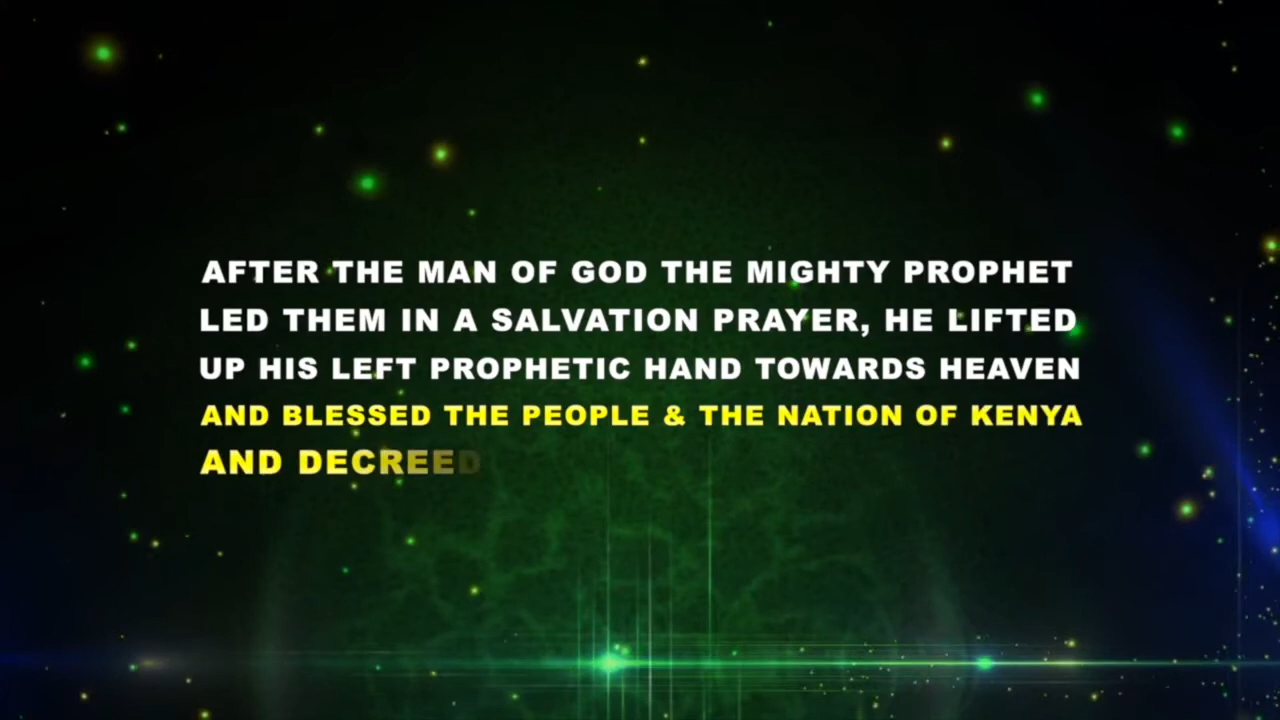 AFTER THE MAN OF GOD THE MIGHTY PROPHET
LED THEM IN A SALVATION PRAYER, HE LIFTED
UP HIS LEFT PROPHETIC HAND TOWARDS HEAVEN
AND BLESSED THE PEOPLE & THE NATION OF KENYA
AND DECREED